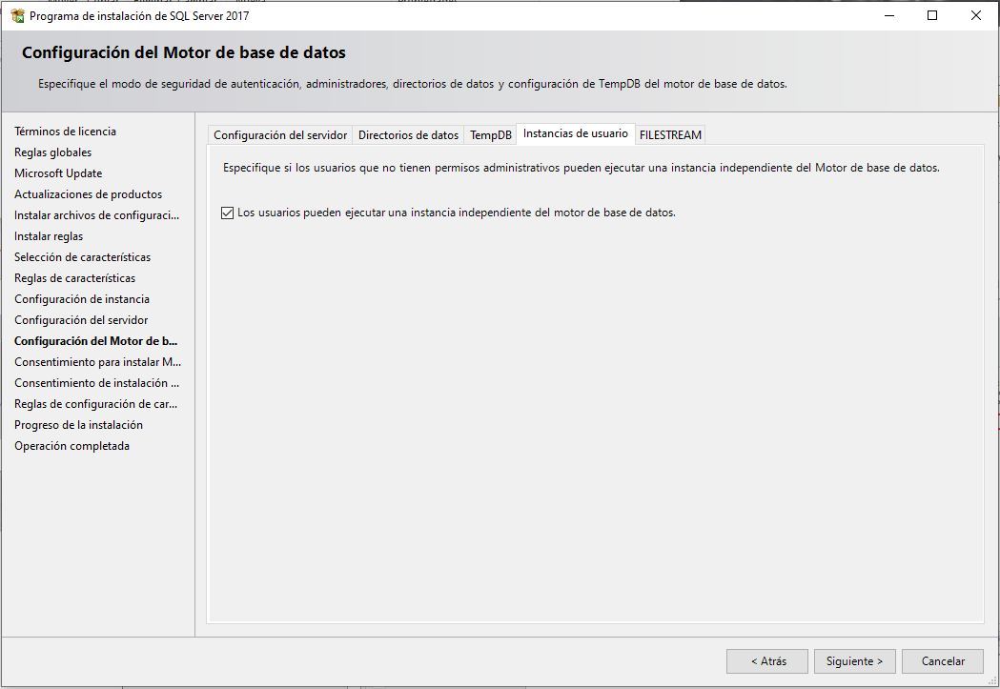 Programa de instalación de SQL Server 2017
Configuración del Motor de base de datos
Especifique el modo de seguridad de autenticación, administradores, directorios de datos y configuración de TempDB del motor de base de datos.
Términos de licencia
Reglas globales
Microsoft Update
Actualizaciones de productos
Instalar archivos de configuraci...
Instalar reglas
Selección de características
Reglas de características
Configuración de instancia
Configuración del servidor
Configuración del Motor de b...
Consentimiento para instalar M...
Consentimiento de instalación ...
Reglas de configuración de car...
Progreso de la instalación
Operación completada
Configuración del servidor Directorios de datos TempDB Instancias de usuario FILESTREAM
Especifique si los usuarios que no tienen permisos administrativos pueden ejecutar una instancia independiente del Motor de base de datos.
Los usuarios pueden ejecutar una instancia independiente del motor de base de datos.
< Atrás Siguiente > Cancelar